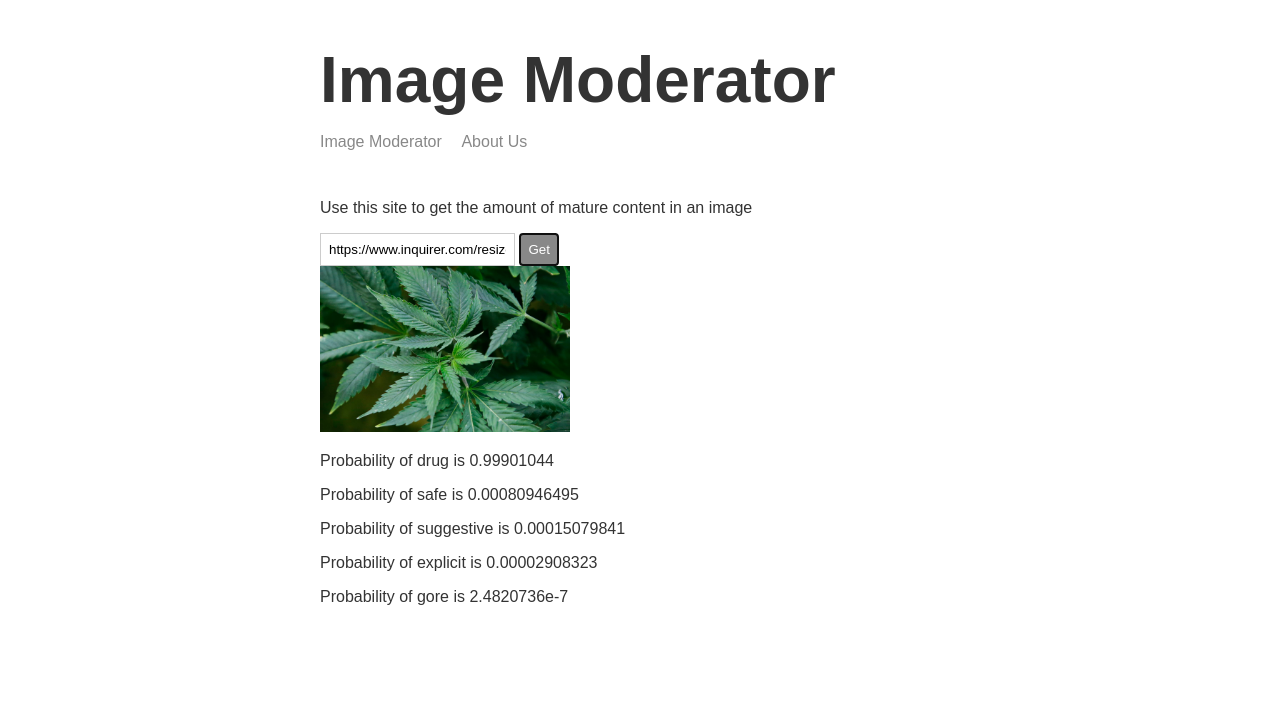 Image Moderator
Image Moderator About Us
Use this site to get the amount of mature content in an image
https://www.inquirer.com/resiz Get
Probability of drug is 0.99901044
Probability of safe is 0.00080946495
Probability of suggestive is 0.00015079841
Probability of explicit is 0.00002908323
Probability of gore is 2.4820736e-7